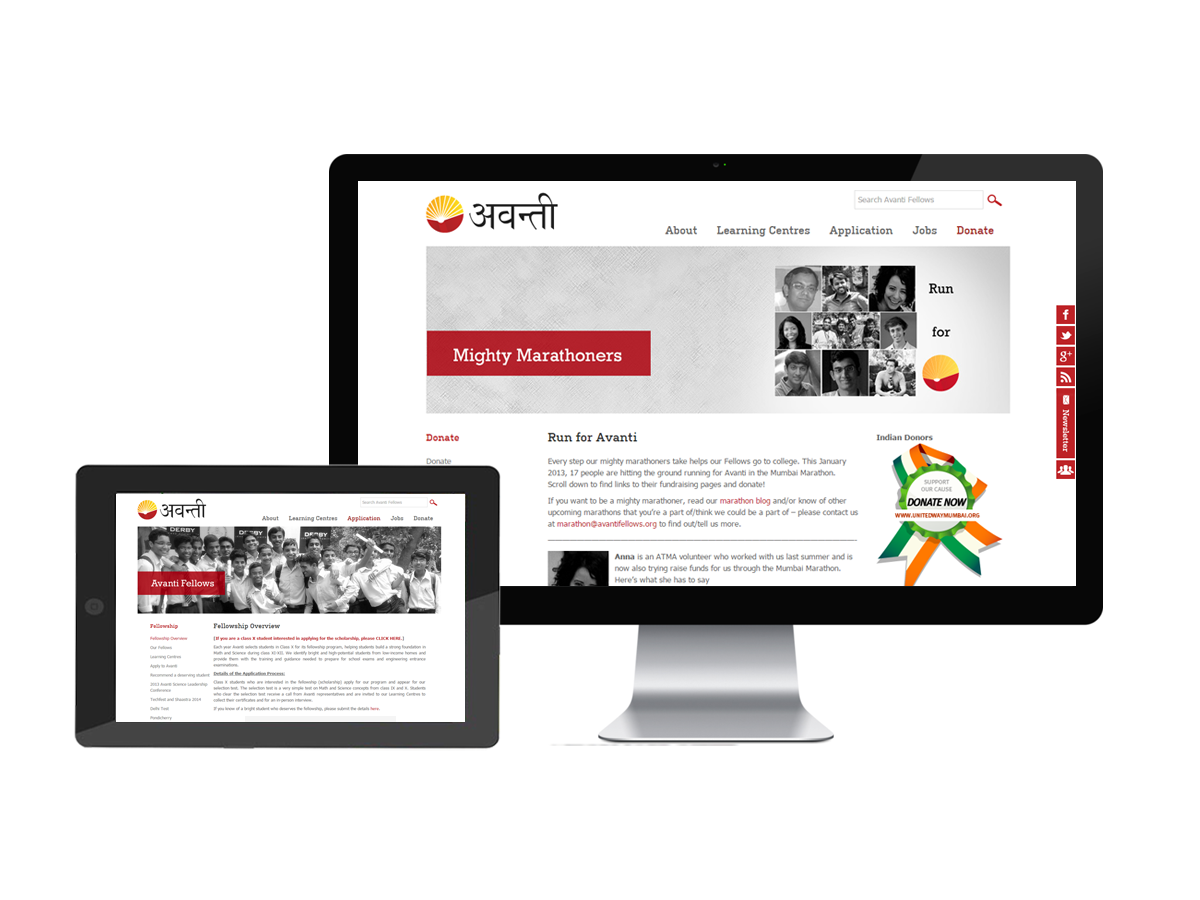 अवन्ती
Search Avanti Fellows
About Learning Centres Application Jobs Donate
Mighty Marathoners
Run
for
Donate
Donate
Run for Avanti
Every step our mighty marathoners take helps our Fellows go to college. This January
2013, 17 people are hitting the ground running for Avanti in the Mumbai Marathon.
Scroll down to find links to their fundraising pages and donate!
If you want to be a mighty marathoner, read our marathon blog and/or know of other
upcoming marathons that you're a part of/think we could be a part of – please contact us
at marathon@avantifellows.org to find out/tell us more.
Anna is an ATMA volunteer who worked with us last summer and is
now also trying raise funds for us through the Mumbai Marathon.
Here's what she has to say
Indian Donors
SUPPORT
OUR CAUSE
DONATE NOW
WWW.UNITEDWAYMUMBAI.ORG
f
g+
Newsletter
अवन्ती
Search Avanti Fellows
About Learning Centres Application Jobs Donate
DERBY DERBY DERBY
Avanti Fellows
Fellowship
Fellowship Overview
Our Fellows
Learning Centres
Apply to Avanti
Recommend a deserving student
2013 Avanti Science Leadership
Conference
TechFest and Shaastra 2014
Delhi Test
Pondicherry
Fellowship Overview
[If you are a class X student interested in applying for the scholarship, please CLICK HERE.]
Each year Avanti selects students in Class X for its fellowship program, helping students build a strong foundation in
Math and Science during class XI-XII. We identify bright and high-potential students from low-income homes and
provide them with the training and guidance needed to prepare for school exams and engineering entrance
examinations.
Details of the Application Process:
Class X students who are interested in the fellowship (scholarship) apply for our program and appear for our
selection test. The selection test is a very simple test on Math and Science concepts from class IX and X. Students
who clear the selection test receive a call from Avanti representatives and are invited to our Learning Centres to
collect their certificates and for an in-person interview.
If you know of a bright student who deserves the fellowship, please submit the details here.